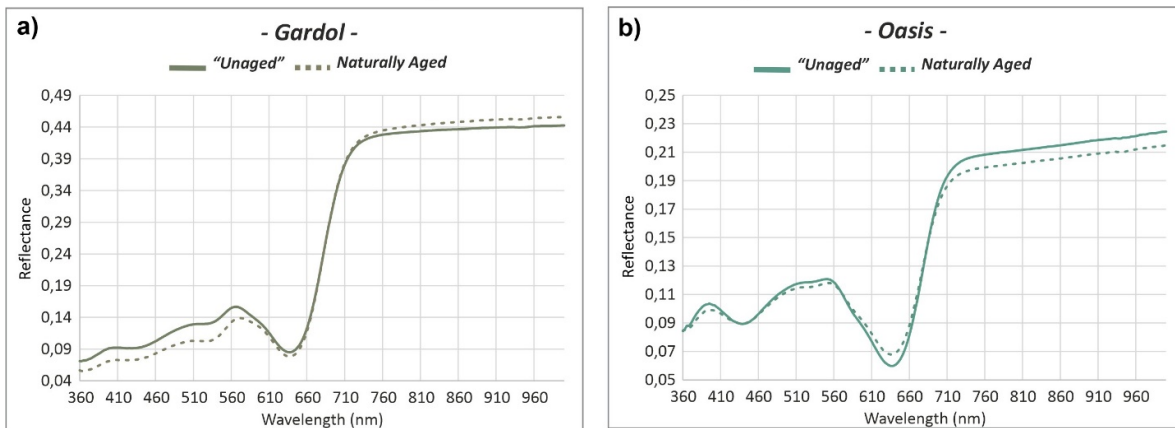 a)
- Gardol -
"Unaged" Naturally Aged
0,49
0,44
0,39
0,34
0,29
0,24
0,19
0,14
0,09
0,04
Reflectance
360 410 460 510 560 610 660 710 760 810 860 910 960
Wavelength (nm)
b)
- Oasis -
"Unaged" Naturally Aged
0,25
0,23
0,21
0,19
0,17
0,15
0,13
0,11
0,09
0,07
0,05
Reflectance
360 410 460 510 560 610 660 710 760 810 860 910 960
Wavelength (nm)